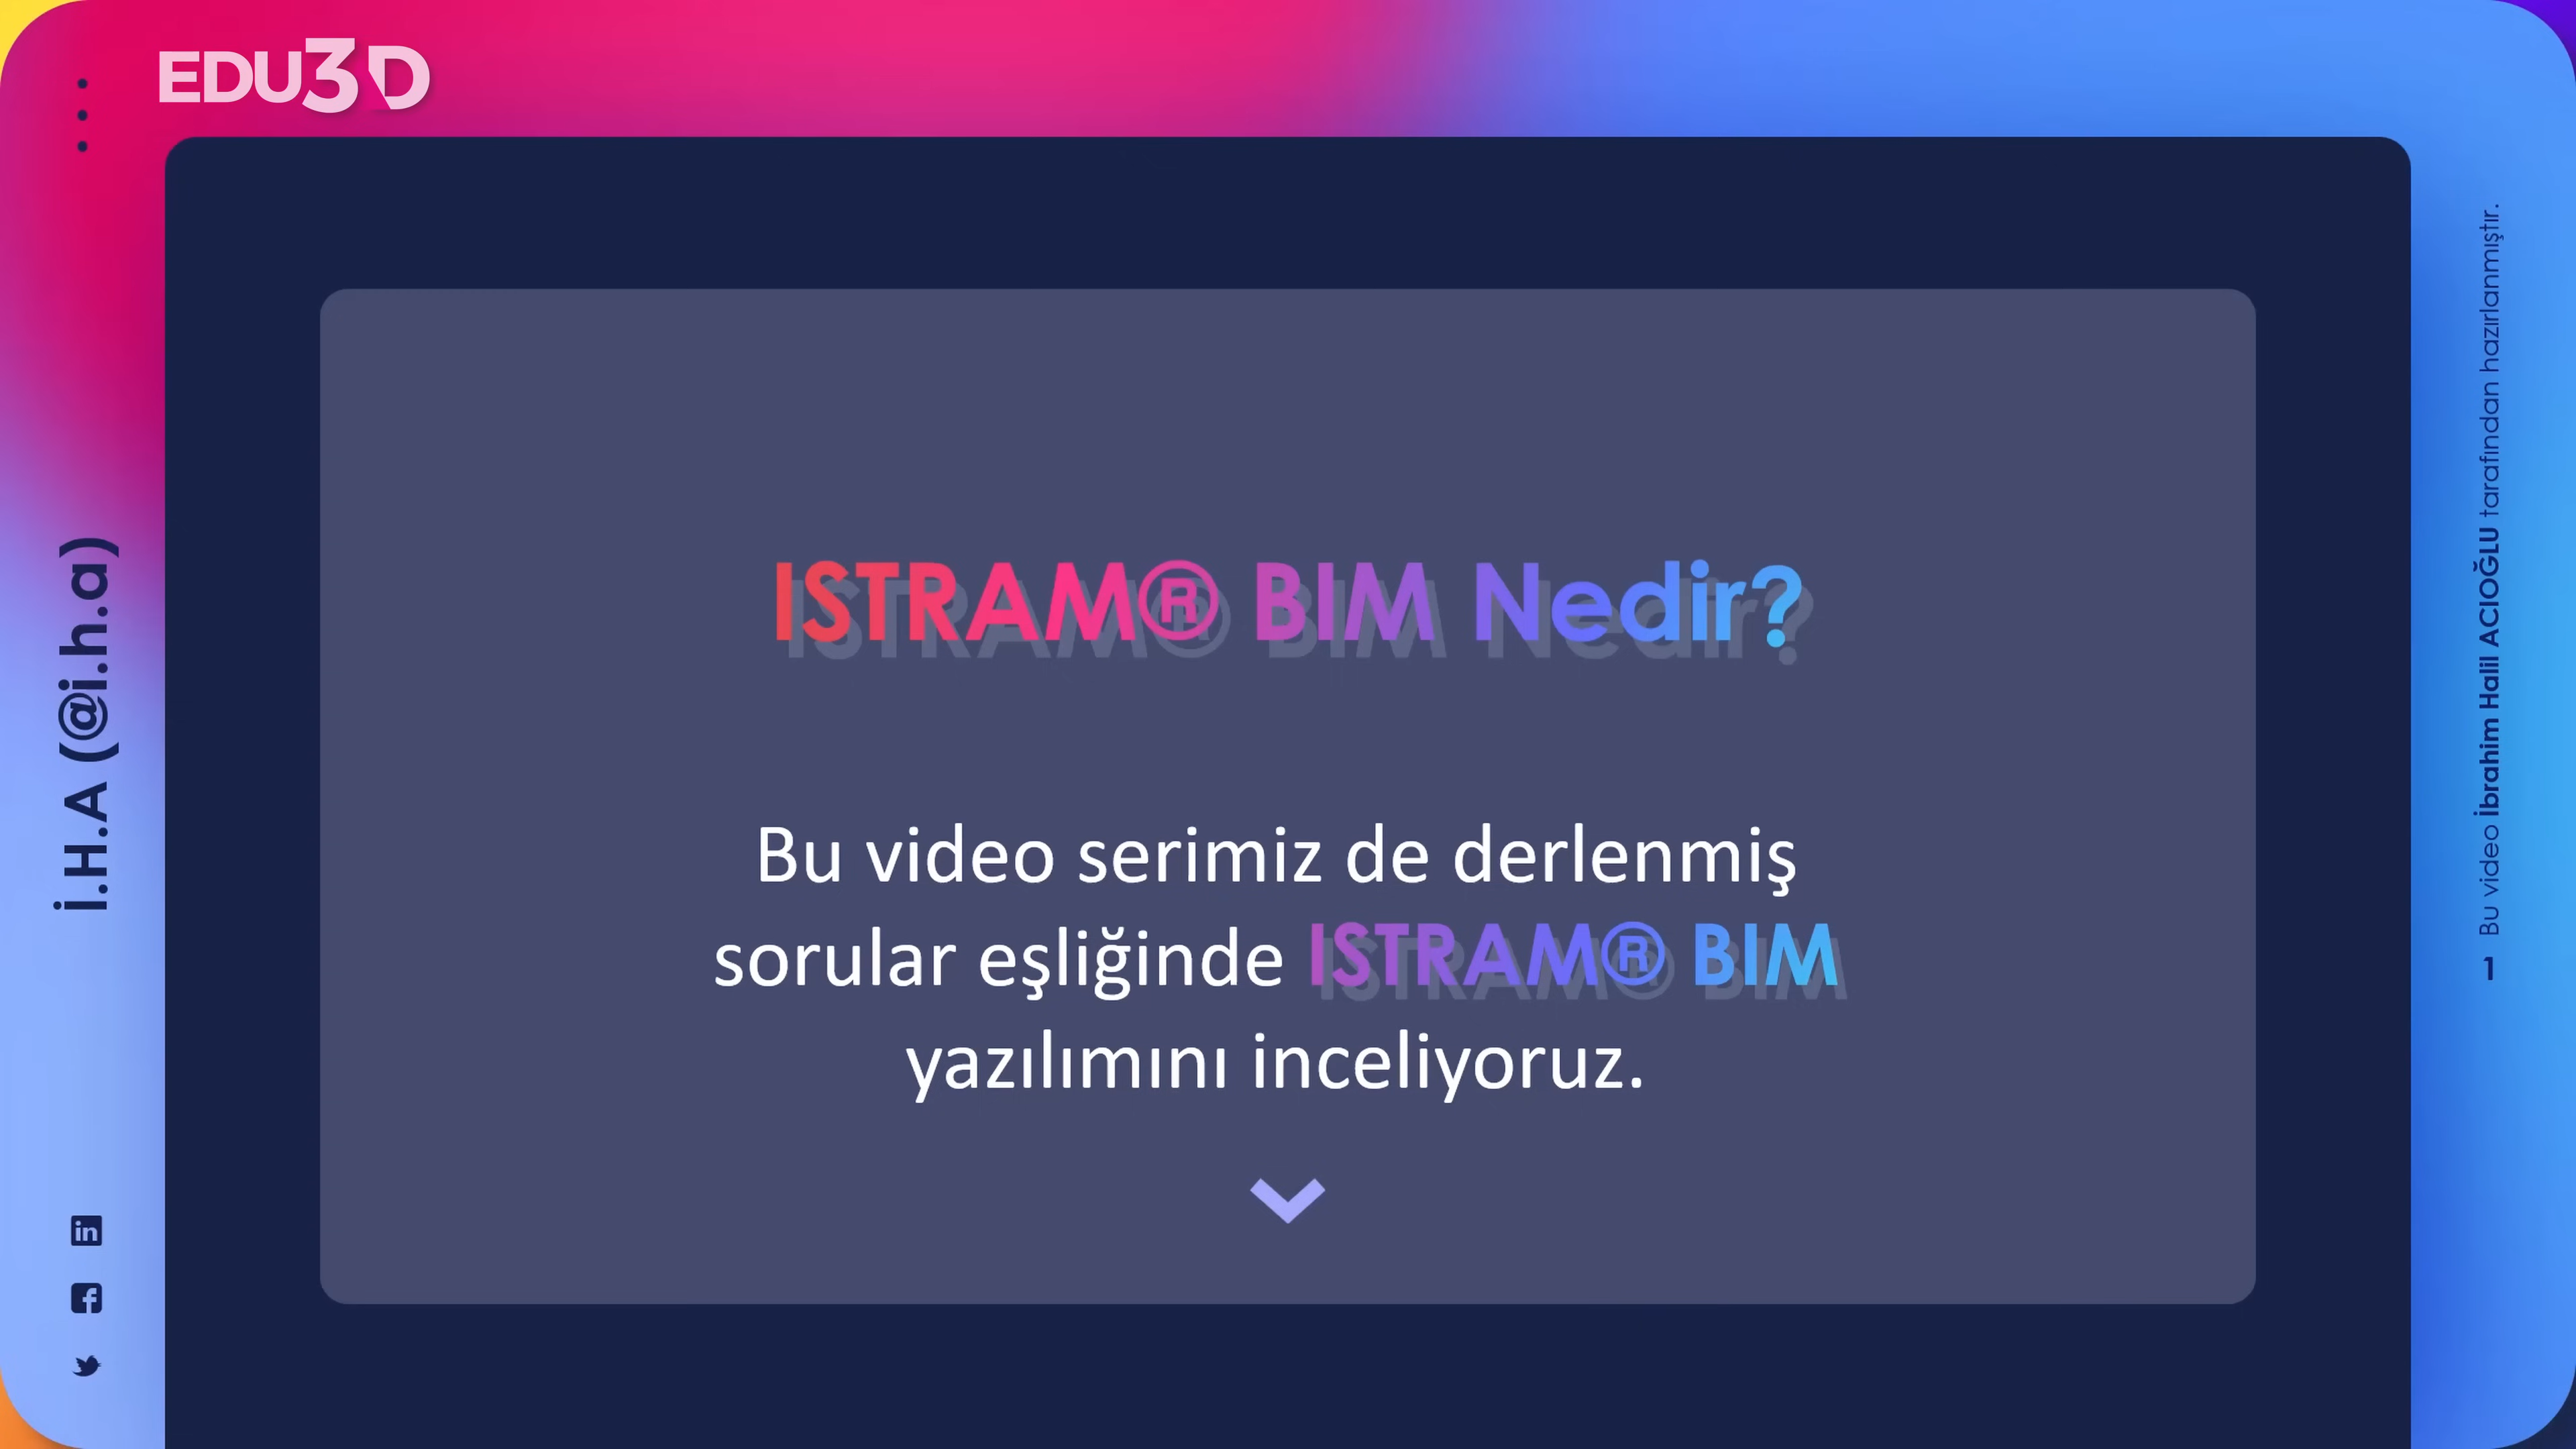 EDU3D
ISTRAM® BIM Nedir?
Bu video serimiz de derlenmiş
sorular eşliğinde ISTRAM® BIM
yazılımını inceliyoruz.
İ.H.A (@i.h.a)
in
f
1 Bu video İbrahim Halil ACIOĞLU tarafından hazırlanmıştır.